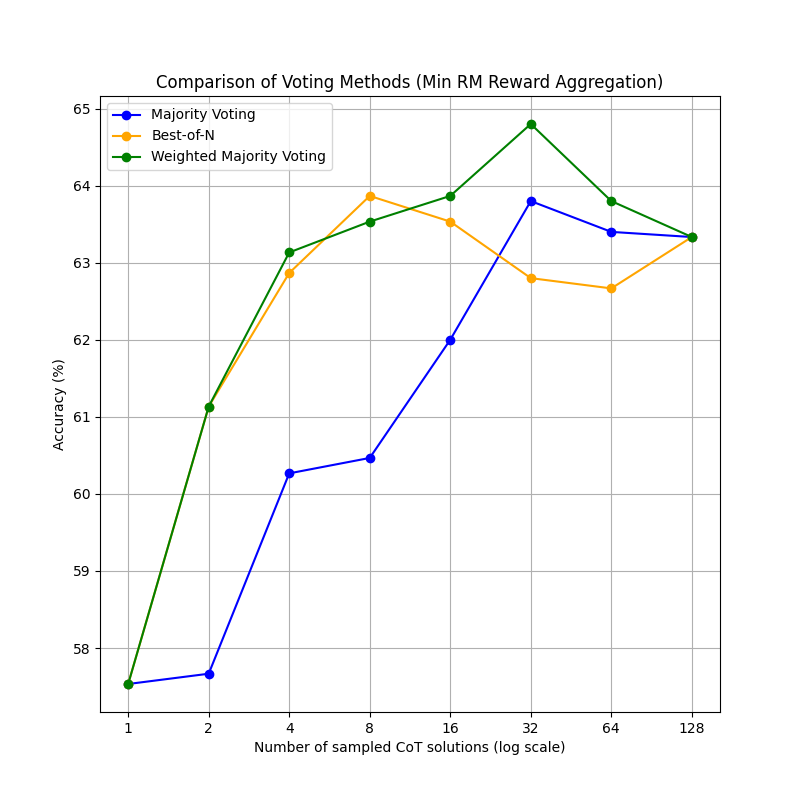 Comparison of Voting Methods (Min RM Reward Aggregation)
Majority Voting
Best-of-N
Weighted Majority Voting
65
64
63
62
61
60
59
58
Accuracy (%)
1 2 4 8 16 32 64 128
Number of sampled CoT solutions (log scale)